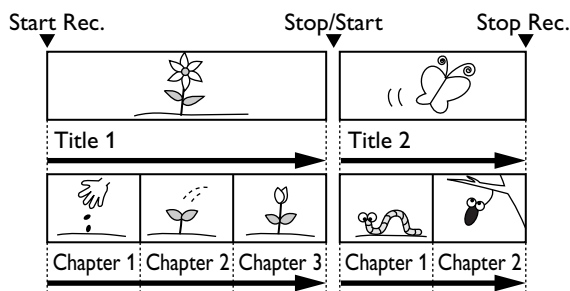 Start Rec. Stop/Start Stop Rec.
Title 1 Title 2
Chapter 1 Chapter 2 Chapter 3 Chapter 1 Chapter 2